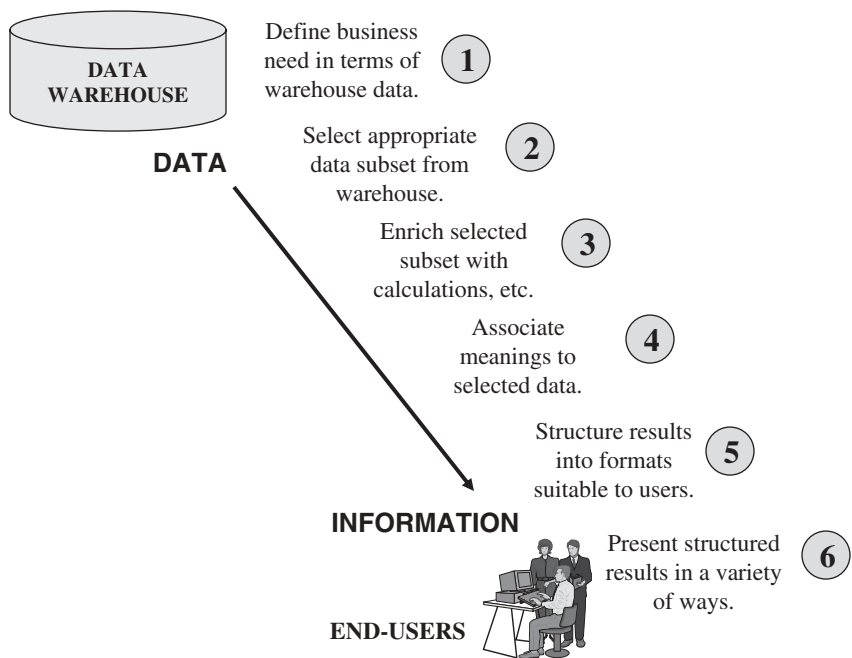 DATA
WAREHOUSE
Define business
need in terms of
warehouse data.
1
DATA
Select appropriate
data subset from
warehouse.
2
Enrich selected
subset with
calculations, etc.
3
Associate
meanings to
selected data.
4
Structure results
into formats
suitable to users.
5
INFORMATION
Present structured
results in a variety
of ways.
6
END-USERS